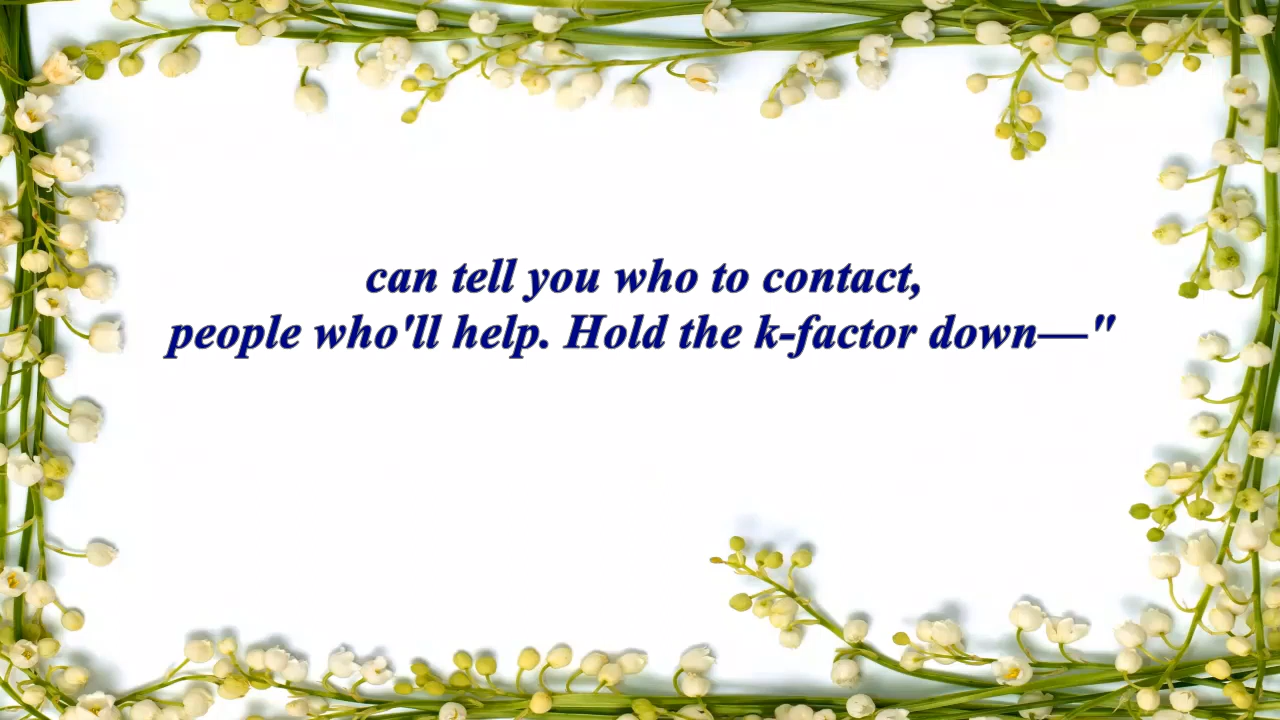 can tell you who to contact,
people who'll help. Hold the k-factor down—"